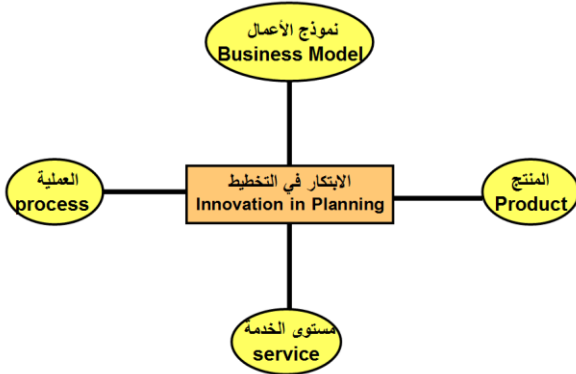 نموذج الأعمال
Business Model
العملية
process
الابتكار في التخطيط
Innovation in Planning
المنتج
Product
مستوى الخدمة
service